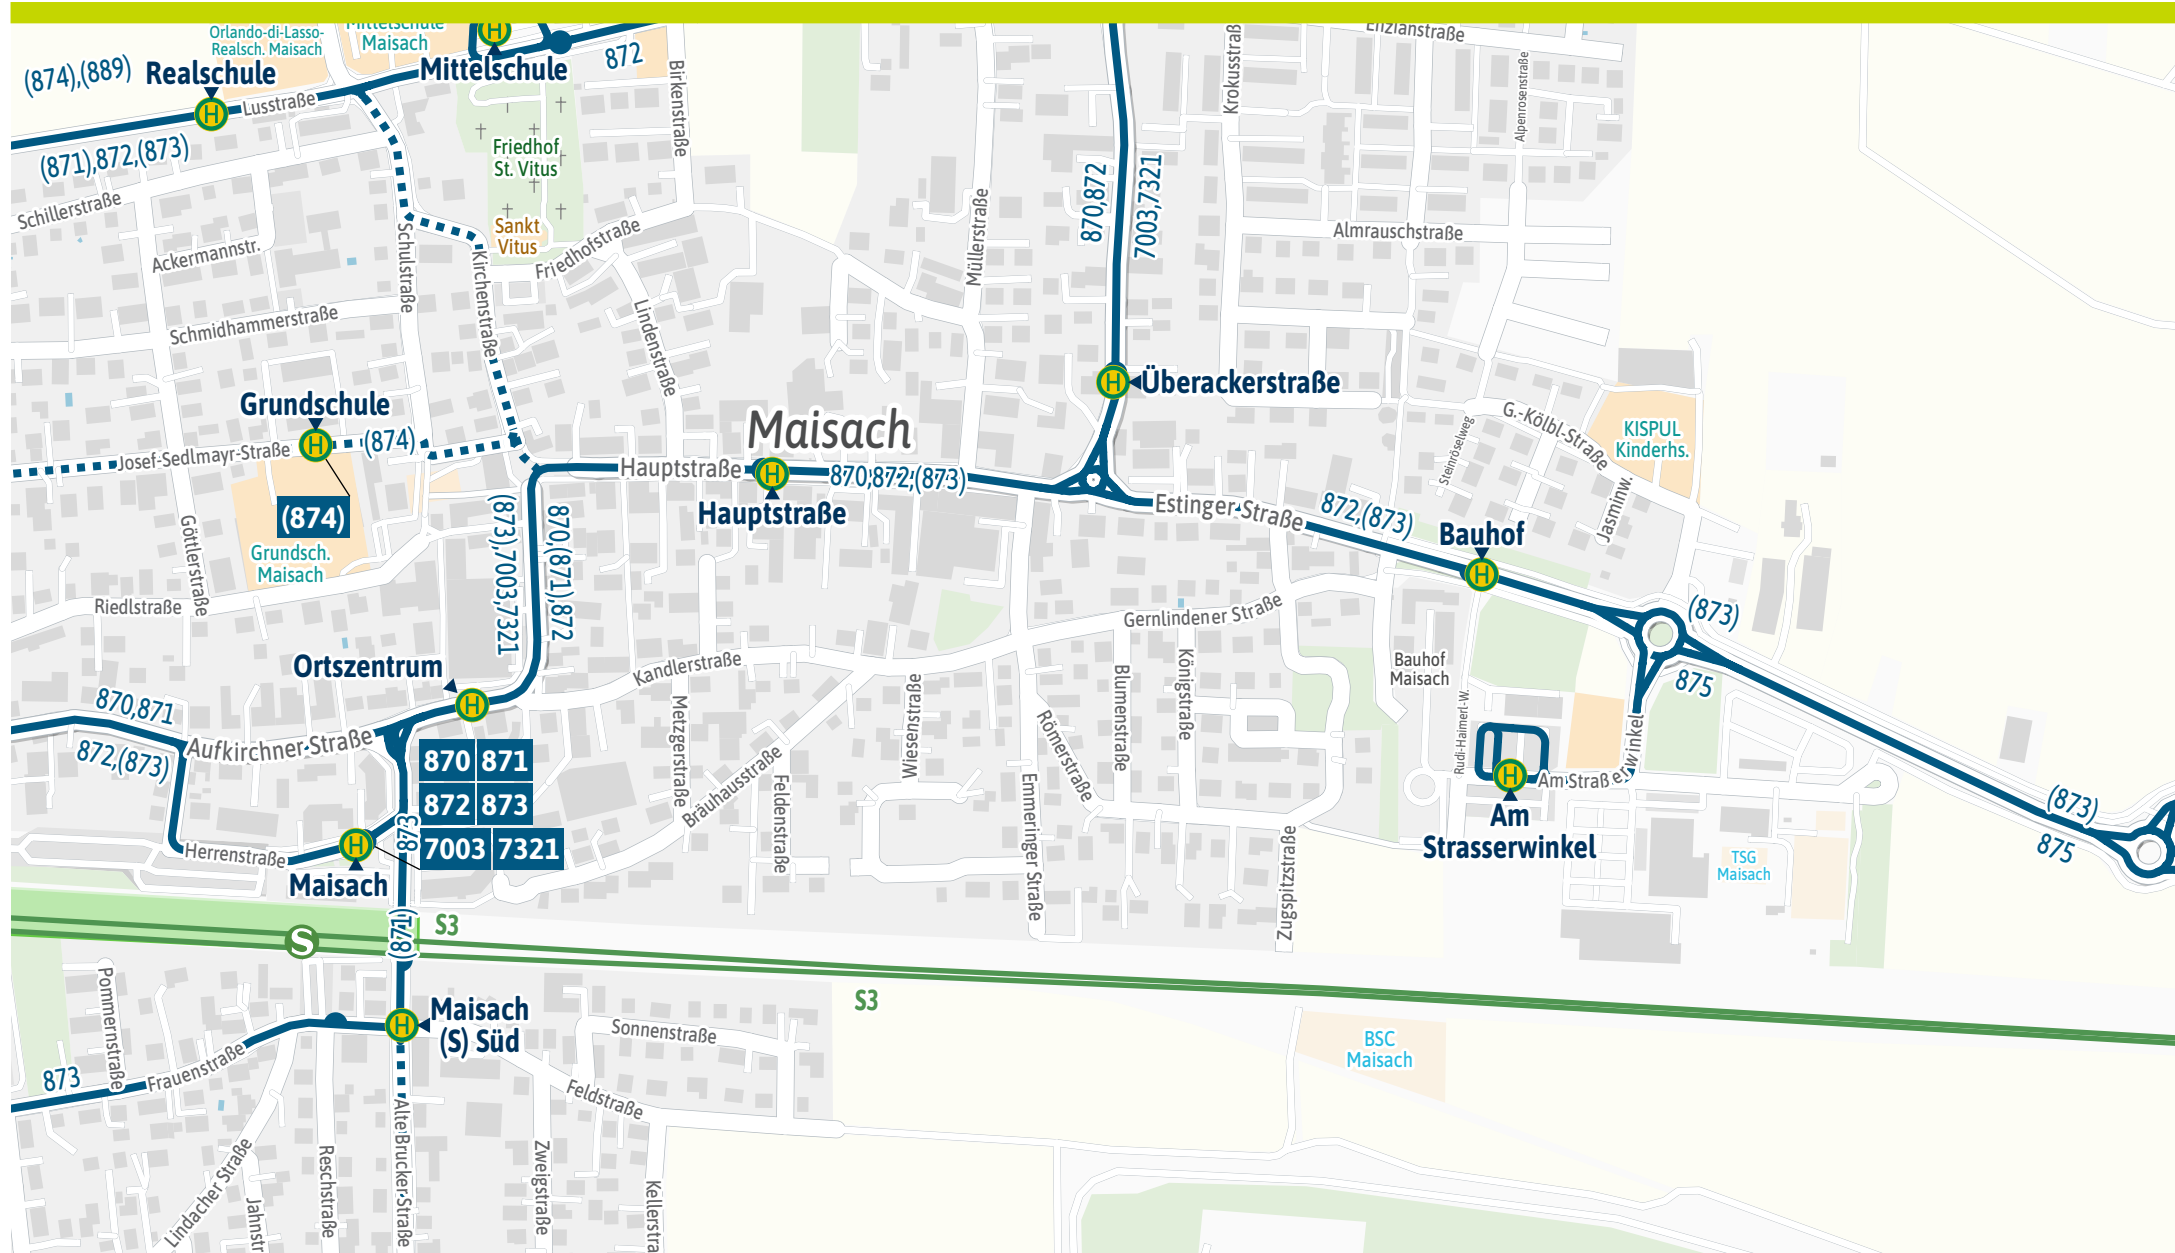 Orlando-di-Lasso-
Realsch. Maisach
Mittelschule
Maisach
(874),(889)
Realschule
Mittelschule
872
Lusstraße
(871),872,(873)
Birkenstraße
Friedhof
St. Vitus
Sankt
Vitus
Schillerstraße
Ackermannstr.
Schulstraße
Kirchenstraße
Friedhofstraße
Schmidhammerstraße
Lindenstraße
Müllerstraße
870,872
7003,7321
Krokusstraß
Enzianstraße
Alpenrosenstraße
Almrauschstraße
Überackerstraße
Grundschule
(874)
Josef-Sedlmayr-Straße
(874)
Grundsch.
Maisach
Göttlerstraße
Riedlstraße
Maisach
Hauptstraße
870,872,(873)
Hauptstraße
(873),7003,7321
870,(871),872
Estinger-Straße
872,(873)
Bauhof
Steinröselweg
G.-Kölbl-Straße
Jasminw.
KISPUL
Kinderhs.
(873)
875
Gernlindener Straße
Kandlerstraße
Ortszentrum
870,871
872,(873)
Aufkirchner-Straße
870 871
872 873
7003 7321
873
Herrenstraße
Maisach
Metzgerstraße
Bräuhausstraße
Feldenstraße
Wiesenstraße
Emmeringer Straße
Römerstraße
Blumenstraße
Königstraße
Zugspitzstraße
Bauhof
Maisach
Rudi-Haimerl-W.
Am Straßerwinkel
Am
Strasserwinkel
TSG
Maisach
(873)
875
(871)
S3
S
S3
Maisach
(S) Süd
Pommernstraße
Frauenstraße
873
Sonnenstraße
Feldstraße
Alte-Brucker-Straße
Lindacher Straße
Jahnstr
Reschstraße
Zweigstraße
Kellerstra
BSC
Maisach
H
H
H
H
H
H
H
H
H
H